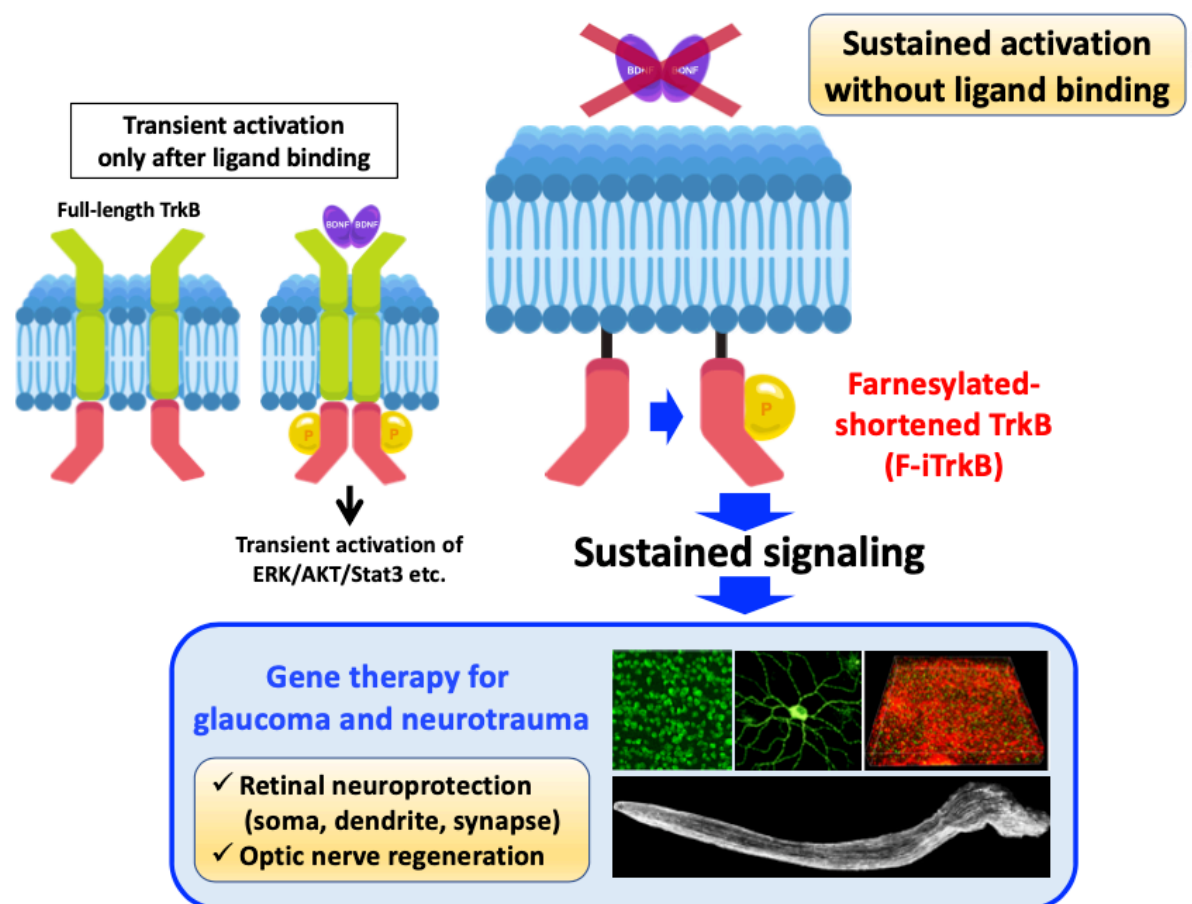 Transient activation
only after ligand binding
Full-length TrkB
BDNF BDNF
P
P
Transient activation of
ERK/AKT/Stat3 etc.
BDNF BDNF
Sustained activation
without ligand binding
P
Farnesylated-
shortened TrkB
(F-iTrkB)
Sustained signaling
Gene therapy for
glaucoma and neurotrauma
✓ Retinal neuroprotection
(soma, dendrite, synapse)
✓ Optic nerve regeneration